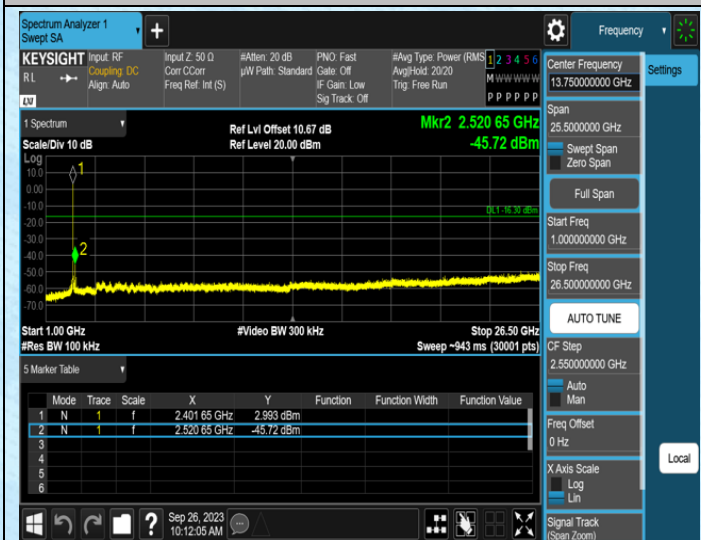 Spectrum Analyzer 1
Swept SA
+
Frequency
KEYSIGHT
RL
LXI
Input: RF
Coupling: DC
Align: Auto
Input Z: 50 Ω
Corr CCorr
Freq Ref: Int (S)
#Atten: 20 dB
µW Path: Standard
PNO: Fast
Gate: Off
IF Gain: Low
Sig Track: Off
#Avg Type: Power (RMS
Avg|Hold: 20/20
Trig: Free Run
1 2 3 4 5 6
M W W W W W
P P P P P P
1 Spectrum
Scale/Div 10 dB
Ref Lvl Offset 10.67 dB
Ref Level 20.00 dBm
Mkr2 2.520 65 GHz
-45.72 dBm
Log
10.0
0.00
-10.0
-20.0
-30.0
-40.0
-50.0
-60.0
-70.0
1
2
DL1 -16.30 dBm
Start 1.00 GHz
#Res BW 100 kHz
#Video BW 300 kHz
Stop 26.50 GHz
Sweep ~943 ms (30001 pts)
5 Marker Table
Mode Trace Scale X Y Function Function Width Function Value
1 N 1 f 2.401 65 GHz 2.993 dBm
2 N 1 f 2.520 65 GHz -45.72 dBm
3
4
5
6
?
Sep 26, 2023
10:12:05 AM
Center Frequency
13.750000000 GHz
Settings
Span
25.5000000 GHz
Swept Span
Zero Span
Full Span
Start Freq
1.000000000 GHz
Stop Freq
26.500000000 GHz
AUTO TUNE
CF Step
2.550000000 GHz
Auto
Man
Freq Offset
0 Hz
X Axis Scale
Log
Lin
Signal Track
(Span Zoom)
Local